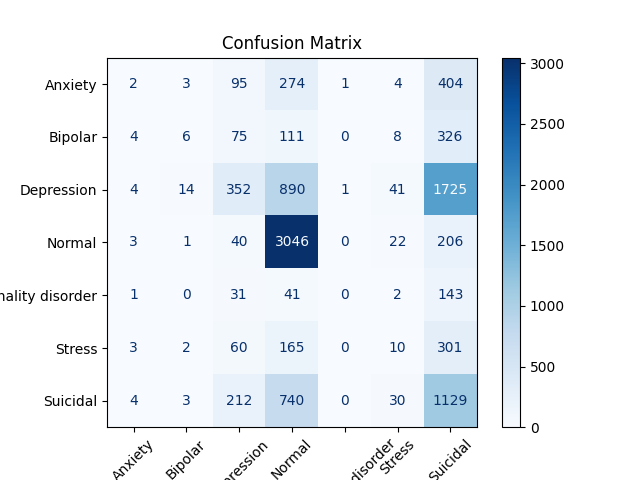 Confusion Matrix
Anxiety 2 3 95 274 1 4 404
Bipolar 4 6 75 111 0 8 326
Depression 4 14 352 890 1 41 1725
Normal 3 1 40 3046 0 22 206
nality disorder 1 0 31 41 0 2 143
Stress 3 2 60 165 0 10 301
Suicidal 4 3 212 740 0 30 1129
Anxiety Bipolar ression Normal disorder Stress Suicidal
3000
2500
2000
1500
1000
500
0